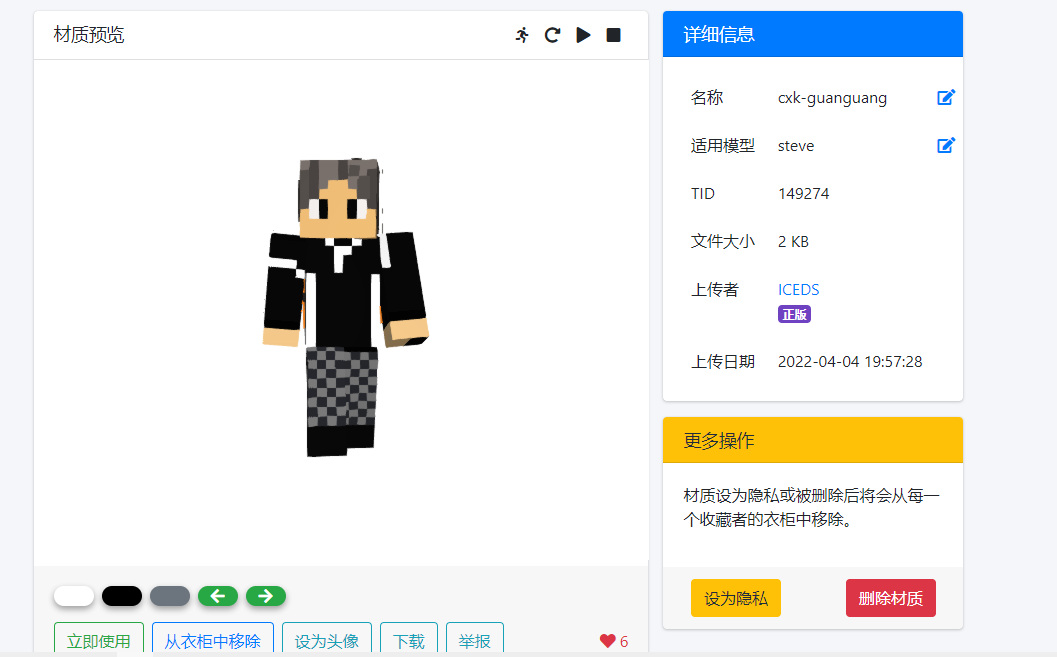 材质预览
立即使用
从衣柜中移除
设为头像
下载
举报
6
详细信息
名称 cxk-guanguang
适用模型 steve
TID 149274
文件大小 2 KB
上传者 ICEDS
正版
上传日期 2022-04-04 19:57:28
更多操作
材质设为隐私或被删除后将会从每一
个收藏者的衣柜中移除。
设为隐私
删除材质